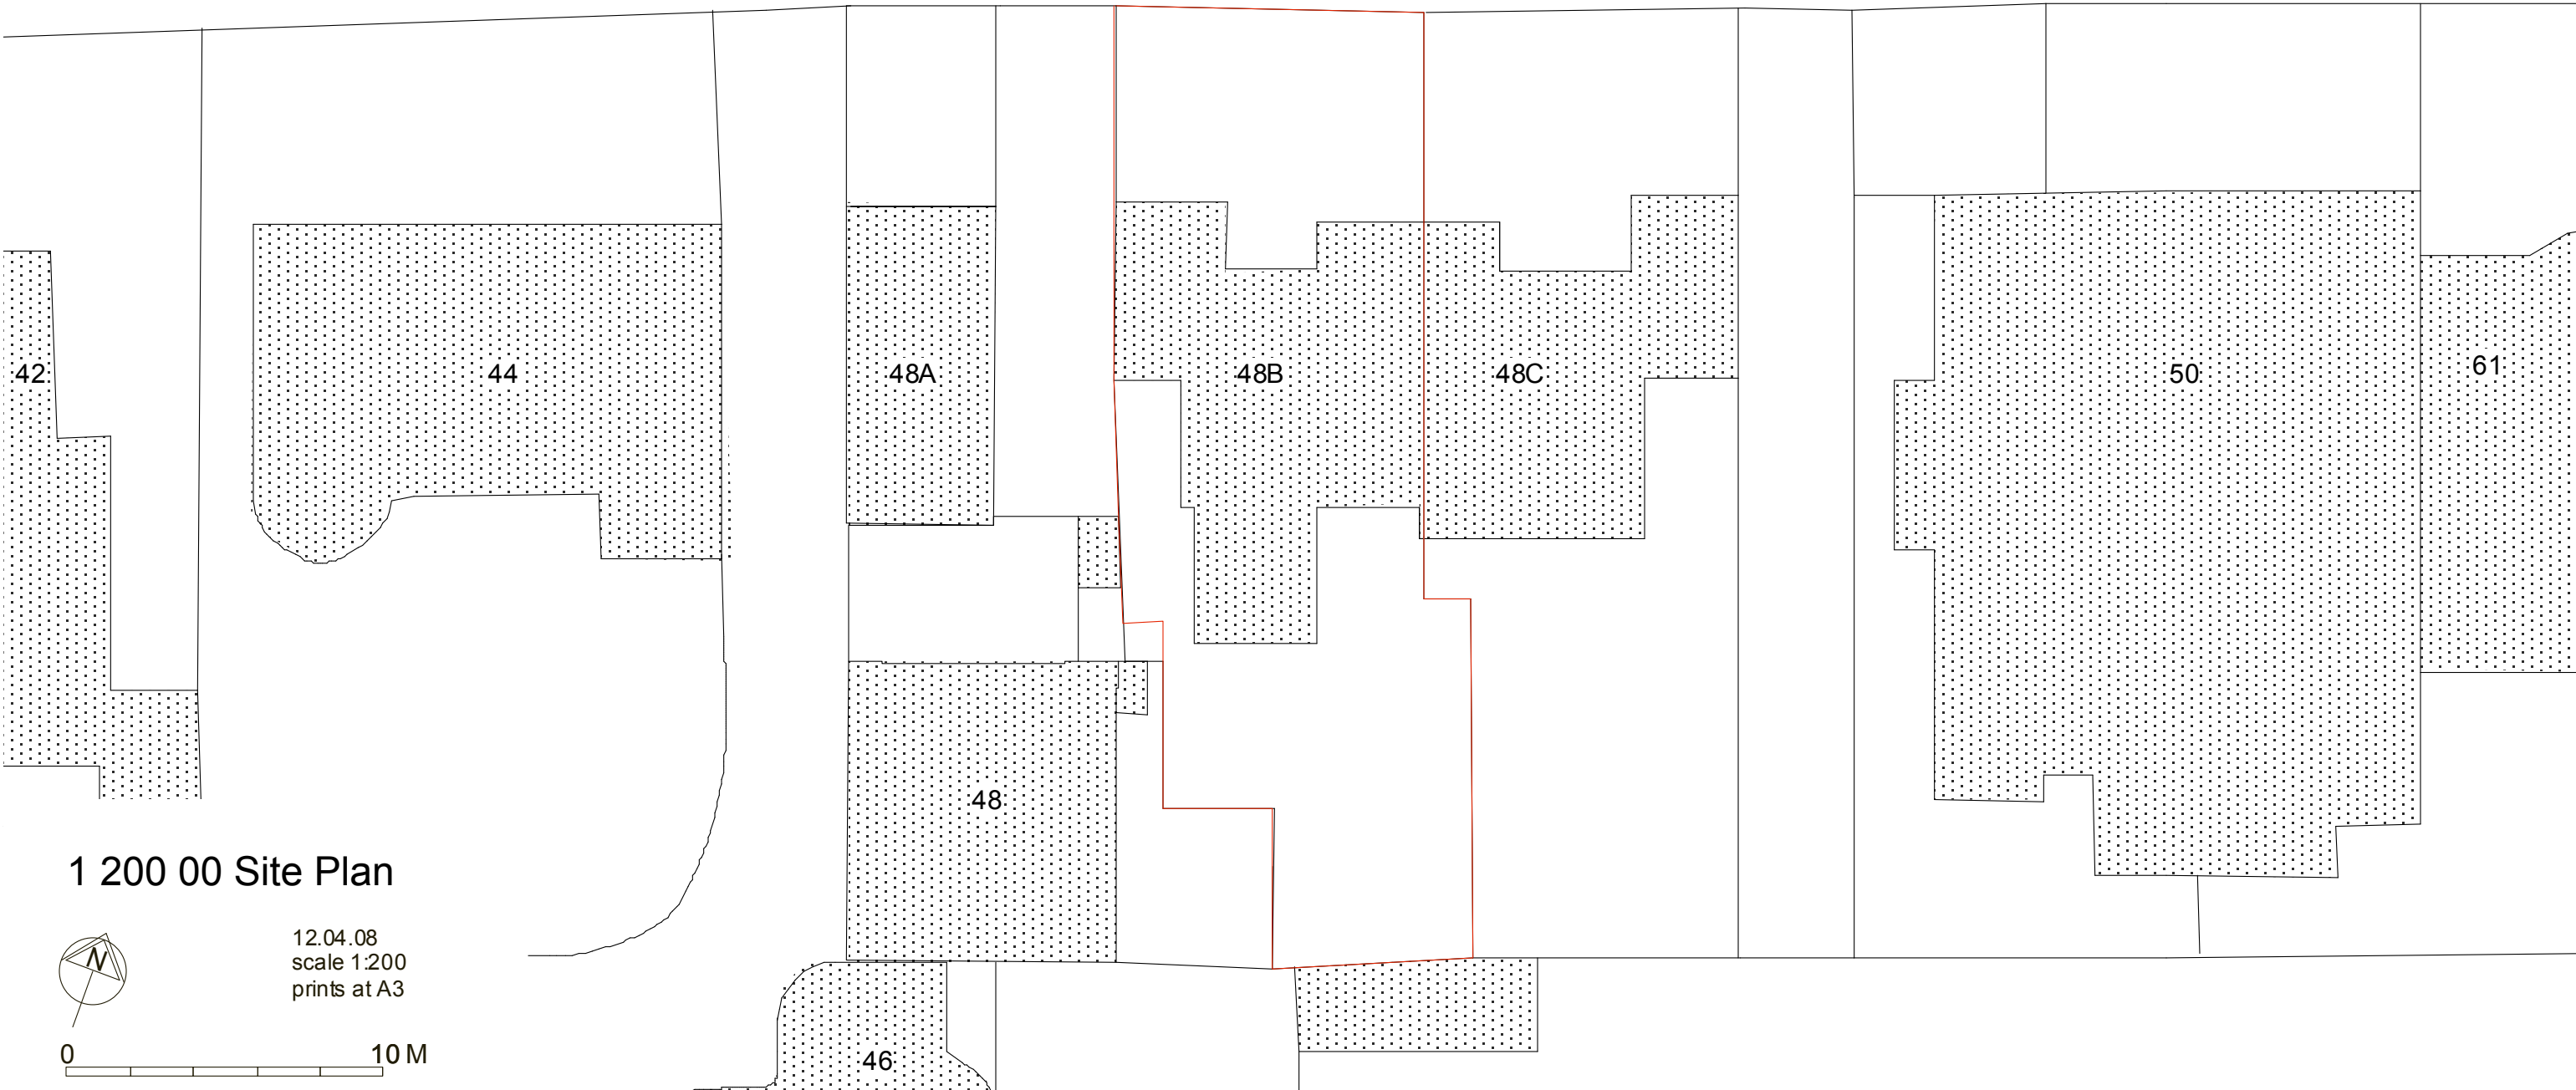 42
44
48A
48B
48C
50
61
48
1 200 00 Site Plan
N
12.04.08
scale 1:200
prints at A3
0 10 M
46